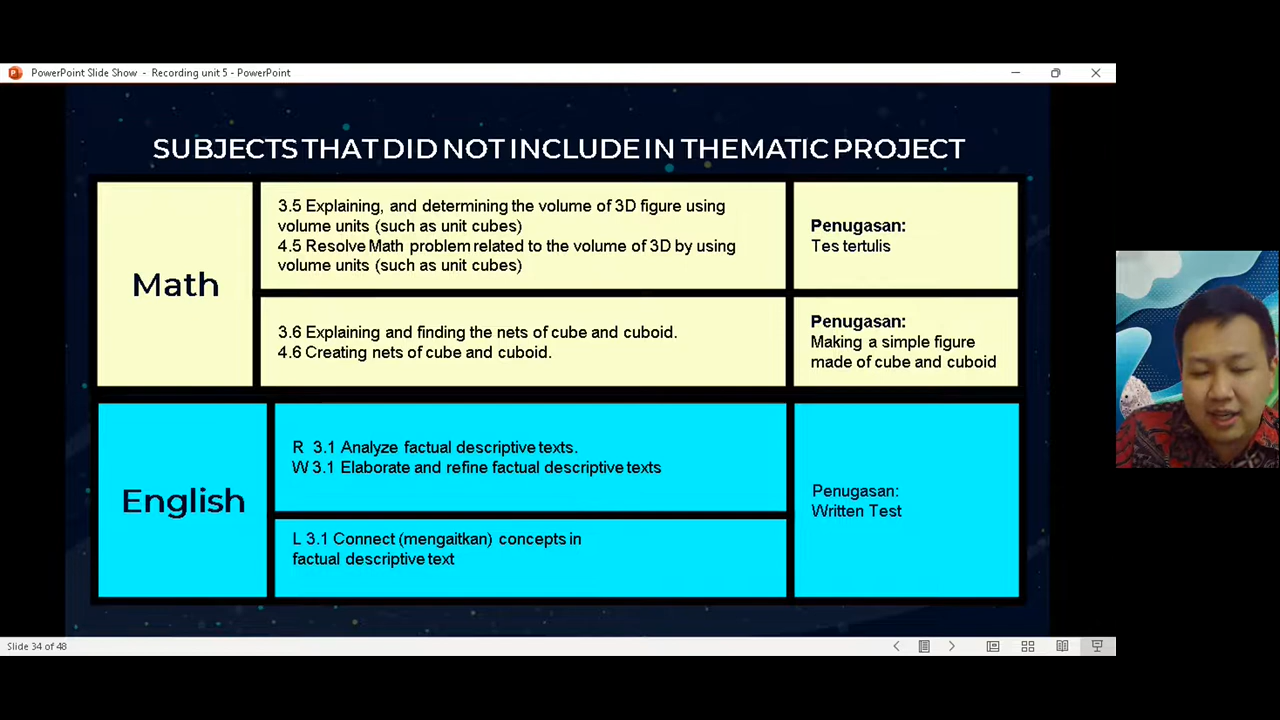 PowerPoint Slide Show - Recording unit 5 - PowerPoint
SUBJECTS THAT DID NOT INCLUDE IN THEMATIC PROJECT
Math
3.5 Explaining, and determining the volume of 3D figure using
volume units (such as unit cubes)
4.5 Resolve Math problem related to the volume of 3D by using
volume units (such as unit cubes)
Penugasan:
Tes tertulis
3.6 Explaining and finding the nets of cube and cuboid.
4.6 Creating nets of cube and cuboid.
Penugasan:
Making a simple figure
made of cube and cuboid
English
R 3.1 Analyze factual descriptive texts.
W 3.1 Elaborate and refine factual descriptive texts
L 3.1 Connect (mengaitkan) concepts in
factual descriptive text
Penugasan:
Written Test
Slide 34 of 48